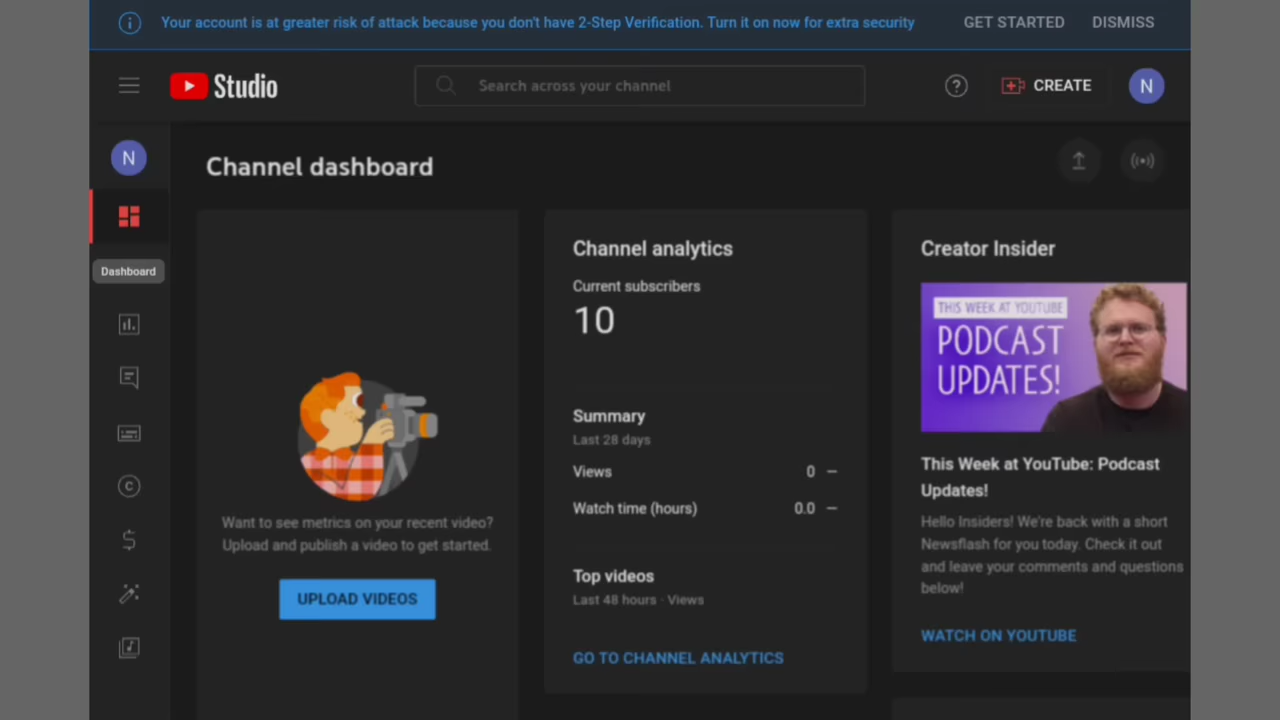 Your account is at greater risk of attack because you don't have 2-Step Verification. Turn it on now for extra security
GET STARTED
DISMISS
Studio
Search across your channel
CREATE
N
N
Channel dashboard
Dashboard
Want to see metrics on your recent video?
Upload and publish a video to get started.
UPLOAD VIDEOS
Channel analytics
Current subscribers
10
Summary
Last 28 days
Views 0 –
Watch time (hours) 0.0 –
Top videos
Last 48 hours · Views
GO TO CHANNEL ANALYTICS
Creator Insider
THIS WEEK AT YOUTUBE
PODCAST
UPDATES!
This Week at YouTube: Podcast
Updates!
Hello Insiders! We're back with a short
Newsflash for you today. Check it out
and leave your comments and questions
below!
WATCH ON YOUTUBE